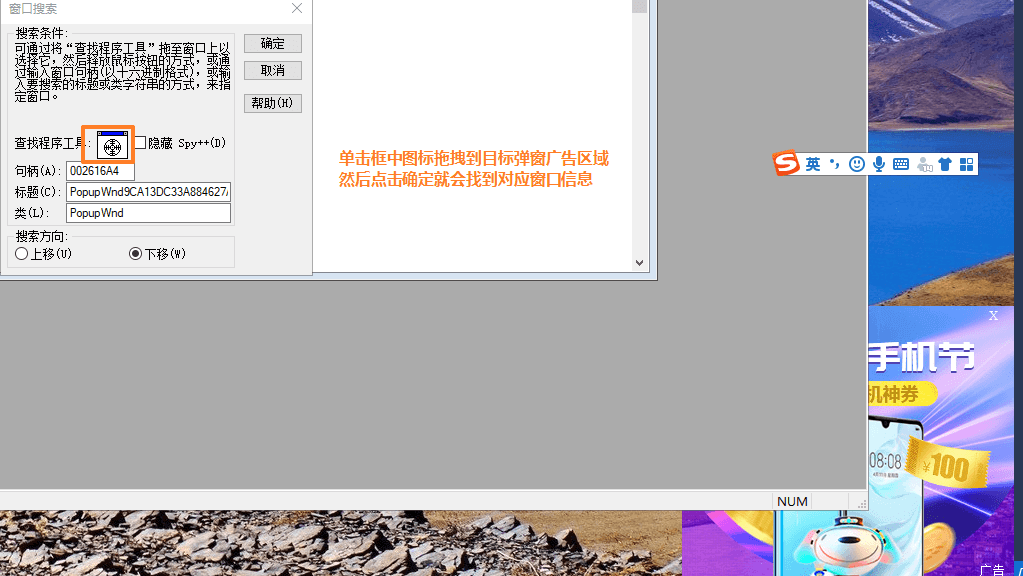 窗口搜索
搜索条件:
可通过将“查找程序工具”拖至窗口上以
选择它，然后释放鼠标按钮的方式，或通
过输入窗口句柄(以十六进制格式)，或输
入要搜索的标题或类字符串的方式，来指
定窗口。
确定
取消
帮助(H)
查找程序工具:
隐藏 Spy++(D)
句柄(A): 002616A4
标题(C): PopupWnd9CA13DC33A884627
类(L): PopupWnd
搜索方向:
上移(U) 下移(W)
单击框中图标拖拽到目标弹窗广告区域
然后点击确定就会找到对应窗口信息
S 英
X
手机节
机神券
08:08
¥100
NUM
广告